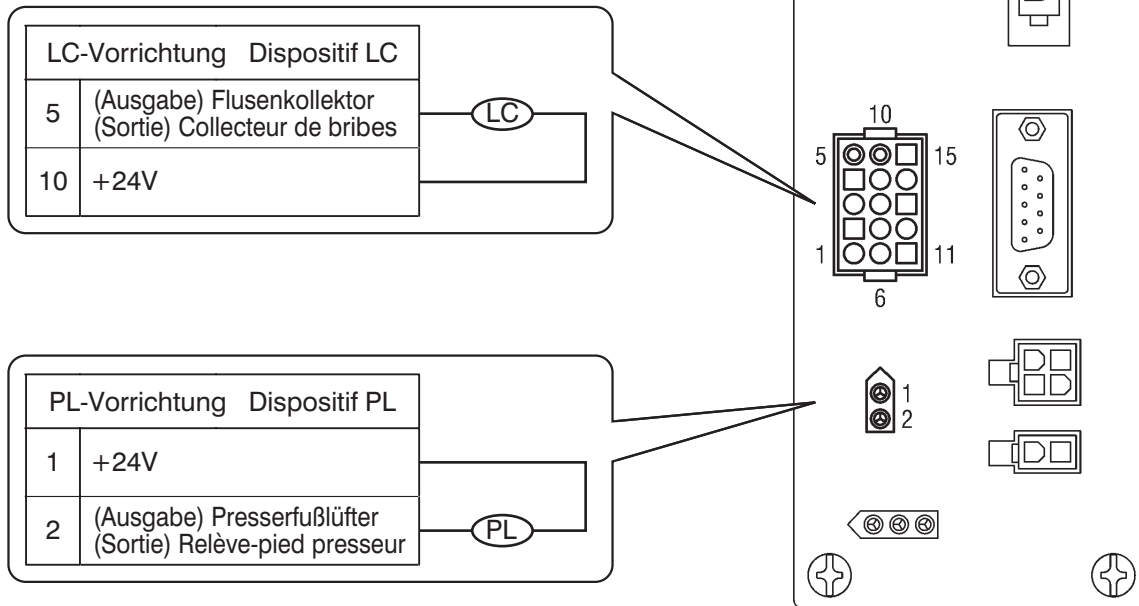 LC-Vorrichtung Dispositif LC
5 (Ausgabe) Flusenkollektor
(Sortie) Collecteur de bribes
LC
10 +24V
10
5 15
1 11
6
PL-Vorrichtung Dispositif PL
1 +24V
2 (Ausgabe) Presserfußlüfter
(Sortie) Relève-pied presseur
PL
1
2